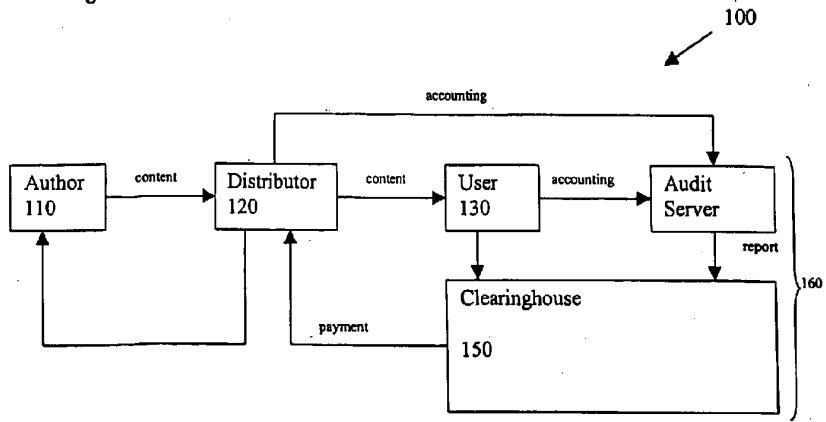 100
accounting
Author
110
content
Distributor
120
content
User
130
accounting
Audit
Server
report
160
Clearinghouse
150
payment